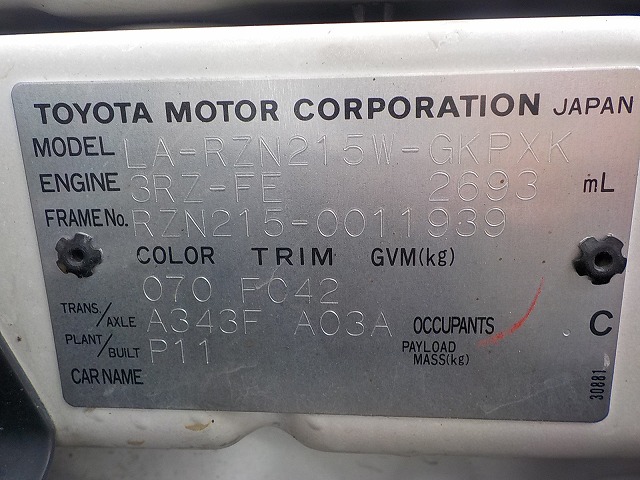 TOYOTA MOTOR CORPORATION JAPAN
MODEL LA-RZN215W-GKPXK
ENGINE 3RZ-FE 2693 mL
FRAME No. RZN215-0011939
COLOR TRIM GVM(kg)
070 FC42
TRANS./AXLE A343F A03A OCCUPANTS C
PLANT/BUILT P11 PAYLOAD MASS(kg)
CAR NAME
30881